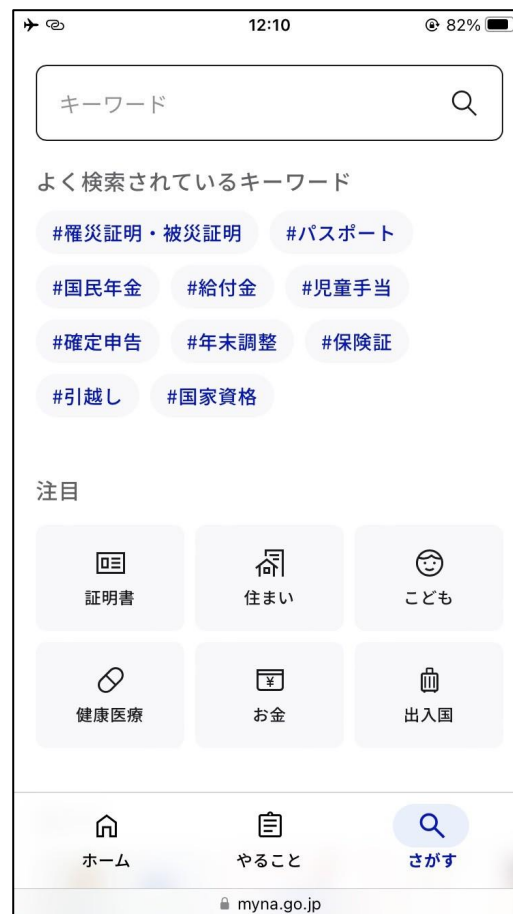 12:10 82%
キーワード
よく検索されているキーワード
#罹災証明・被災証明 #パスポート
#国民年金 #給付金 #児童手当
#確定申告 #年末調整 #保険証
#引越し #国家資格
注目
証明書 住まい こども
健康医療 お金 出入国
ホーム やること さがす
myna.go.jp